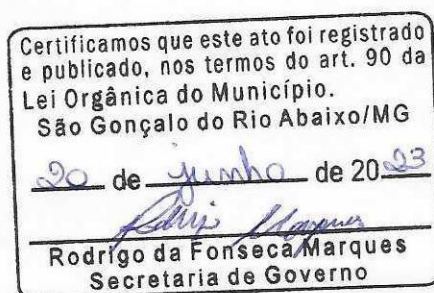 Certificamos que este ato foi registrado
e publicado, nos termos do art. 90 da
Lei Orgânica do Município.
São Gonçalo do Rio Abaixo/MG
20 de junho de 2023
Rodrigo da Fonseca Marques
Secretaria de Governo